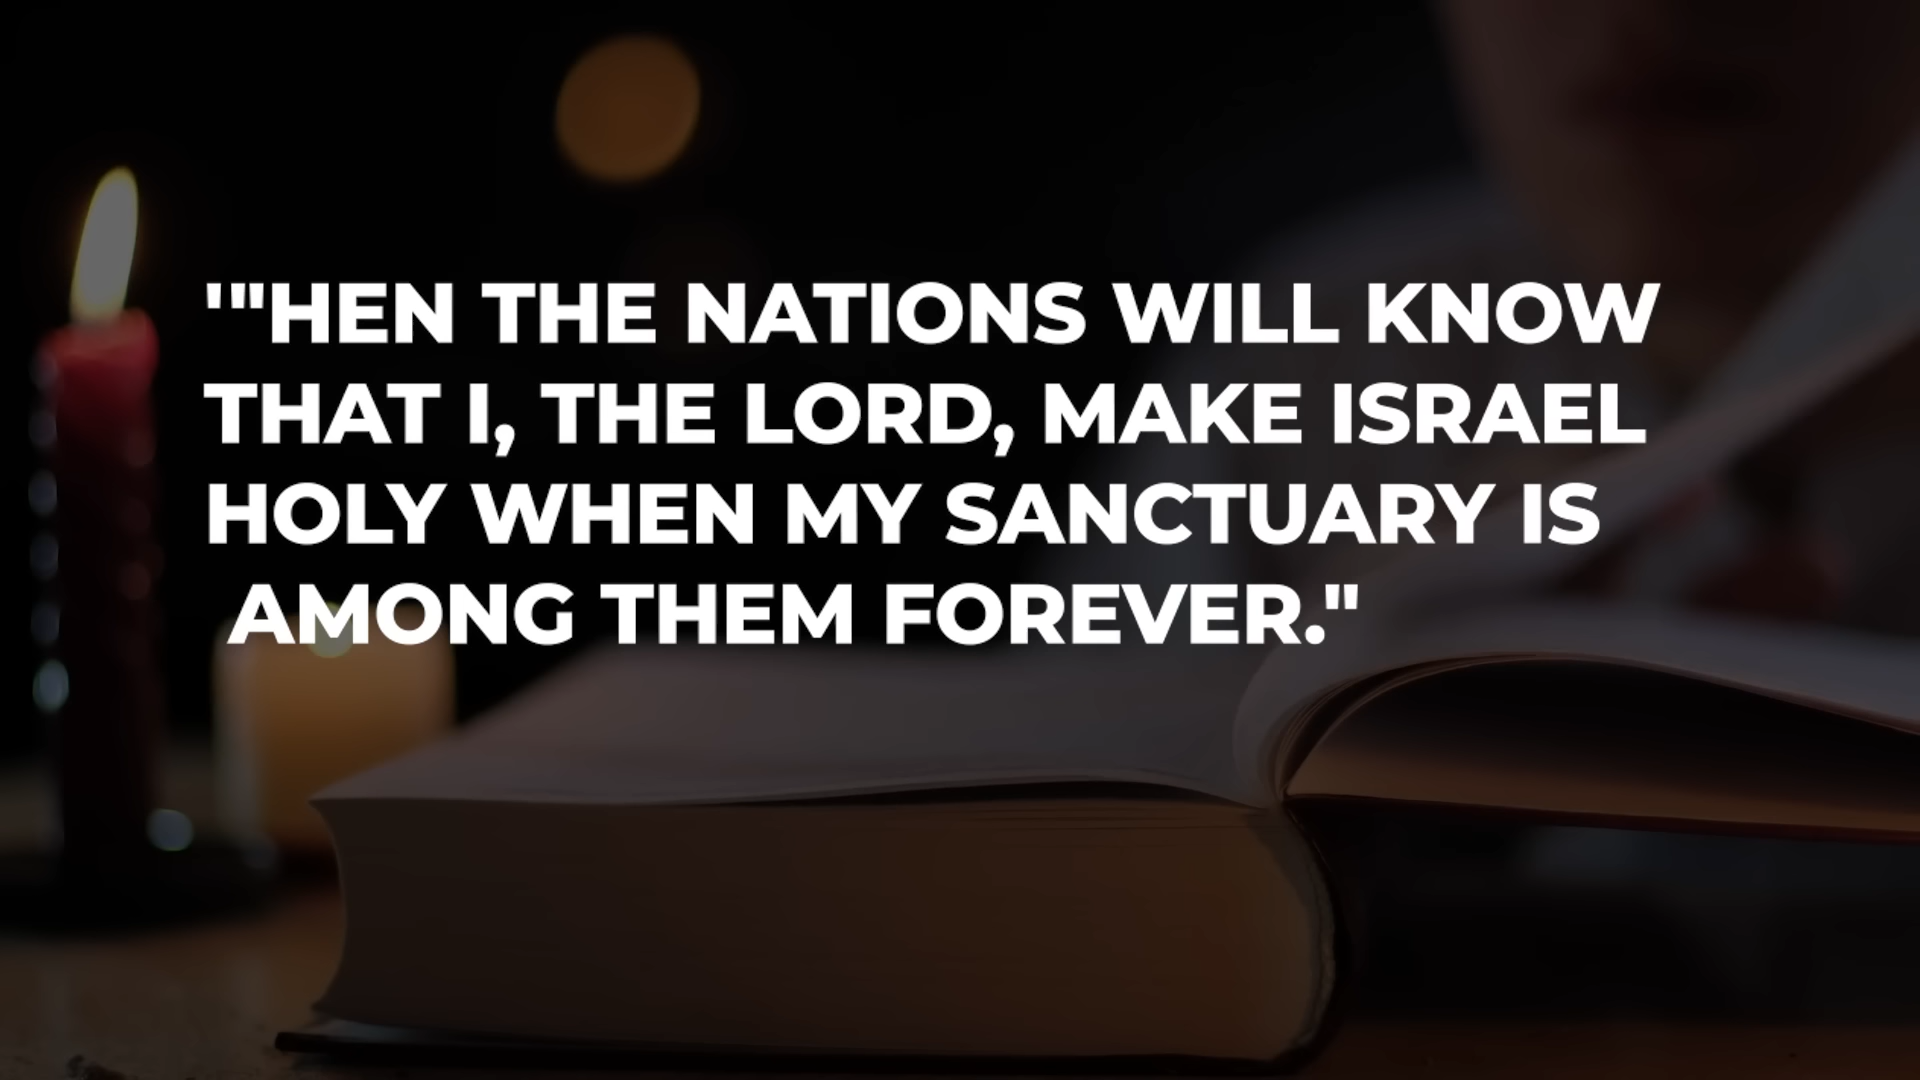 '"HEN THE NATIONS WILL KNOW
THAT I, THE LORD, MAKE ISRAEL
HOLY WHEN MY SANCTUARY IS
AMONG THEM FOREVER."